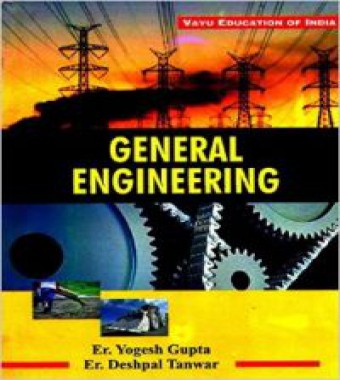 VAYU EDUCATION OF INDIA
GENERAL
ENGINEERING
Er. Yogesh Gupta
Er. Deshpal Tanwar